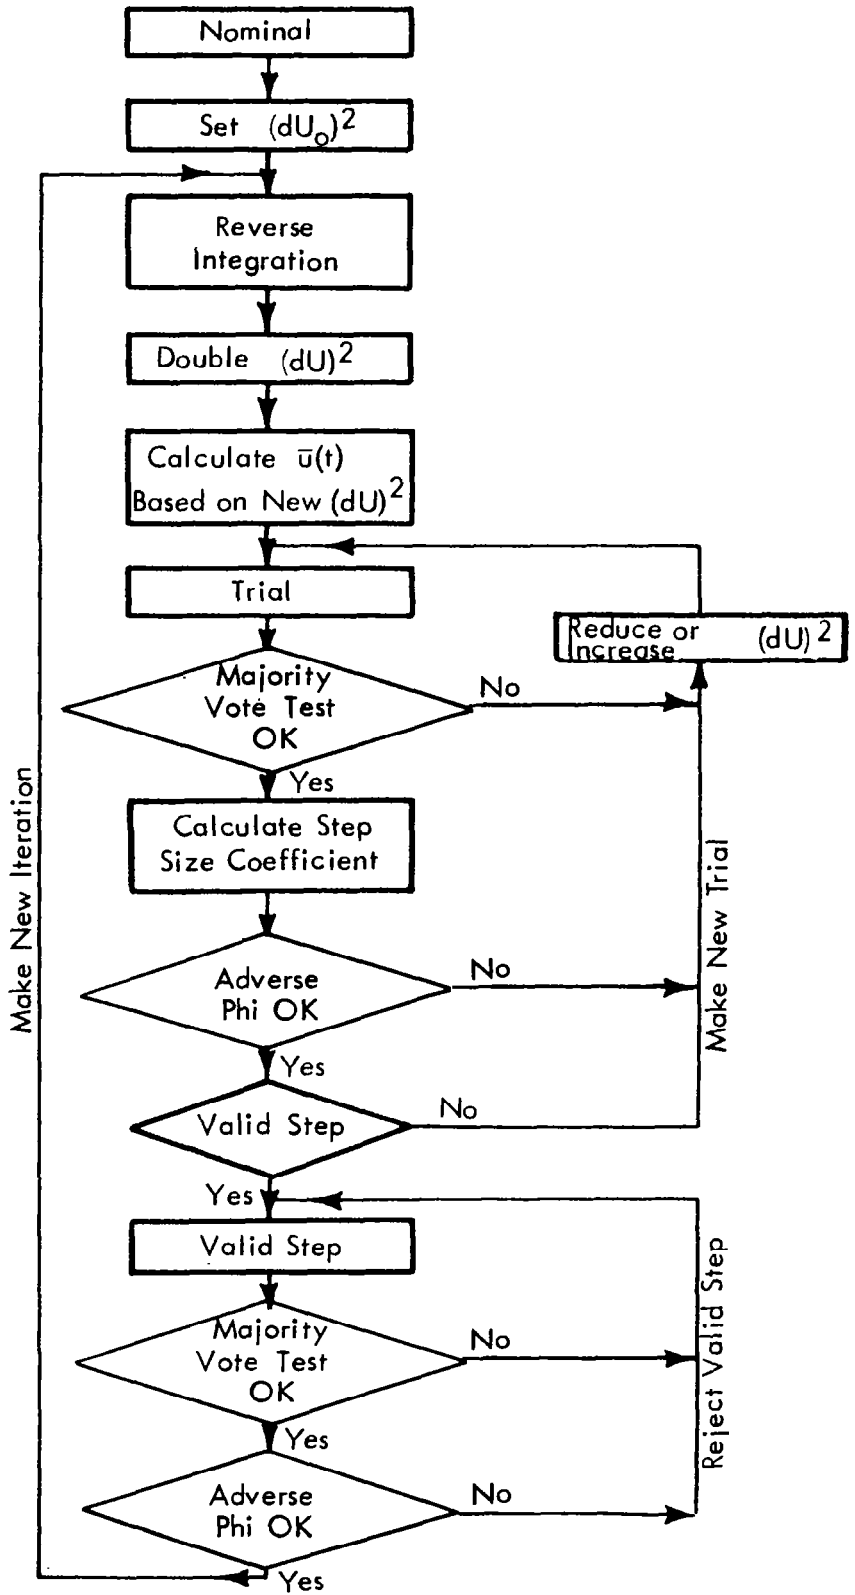 Nominal
Set (dU₀)²
Reverse
Integration
Double (dU)²
Calculate ū(t)
Based on New (dU)²
Trial
Reduce or
Increase (dU)²
Majority
Vote Test
OK
No
Yes
Calculate Step
Size Coefficient
Adverse
Phi OK
No
Yes
Valid Step
No
Make New Trial
Yes
Valid Step
Majority
Vote Test
OK
No
Yes
Adverse
Phi OK
No
Reject Valid Step
Yes
Make New Iteration